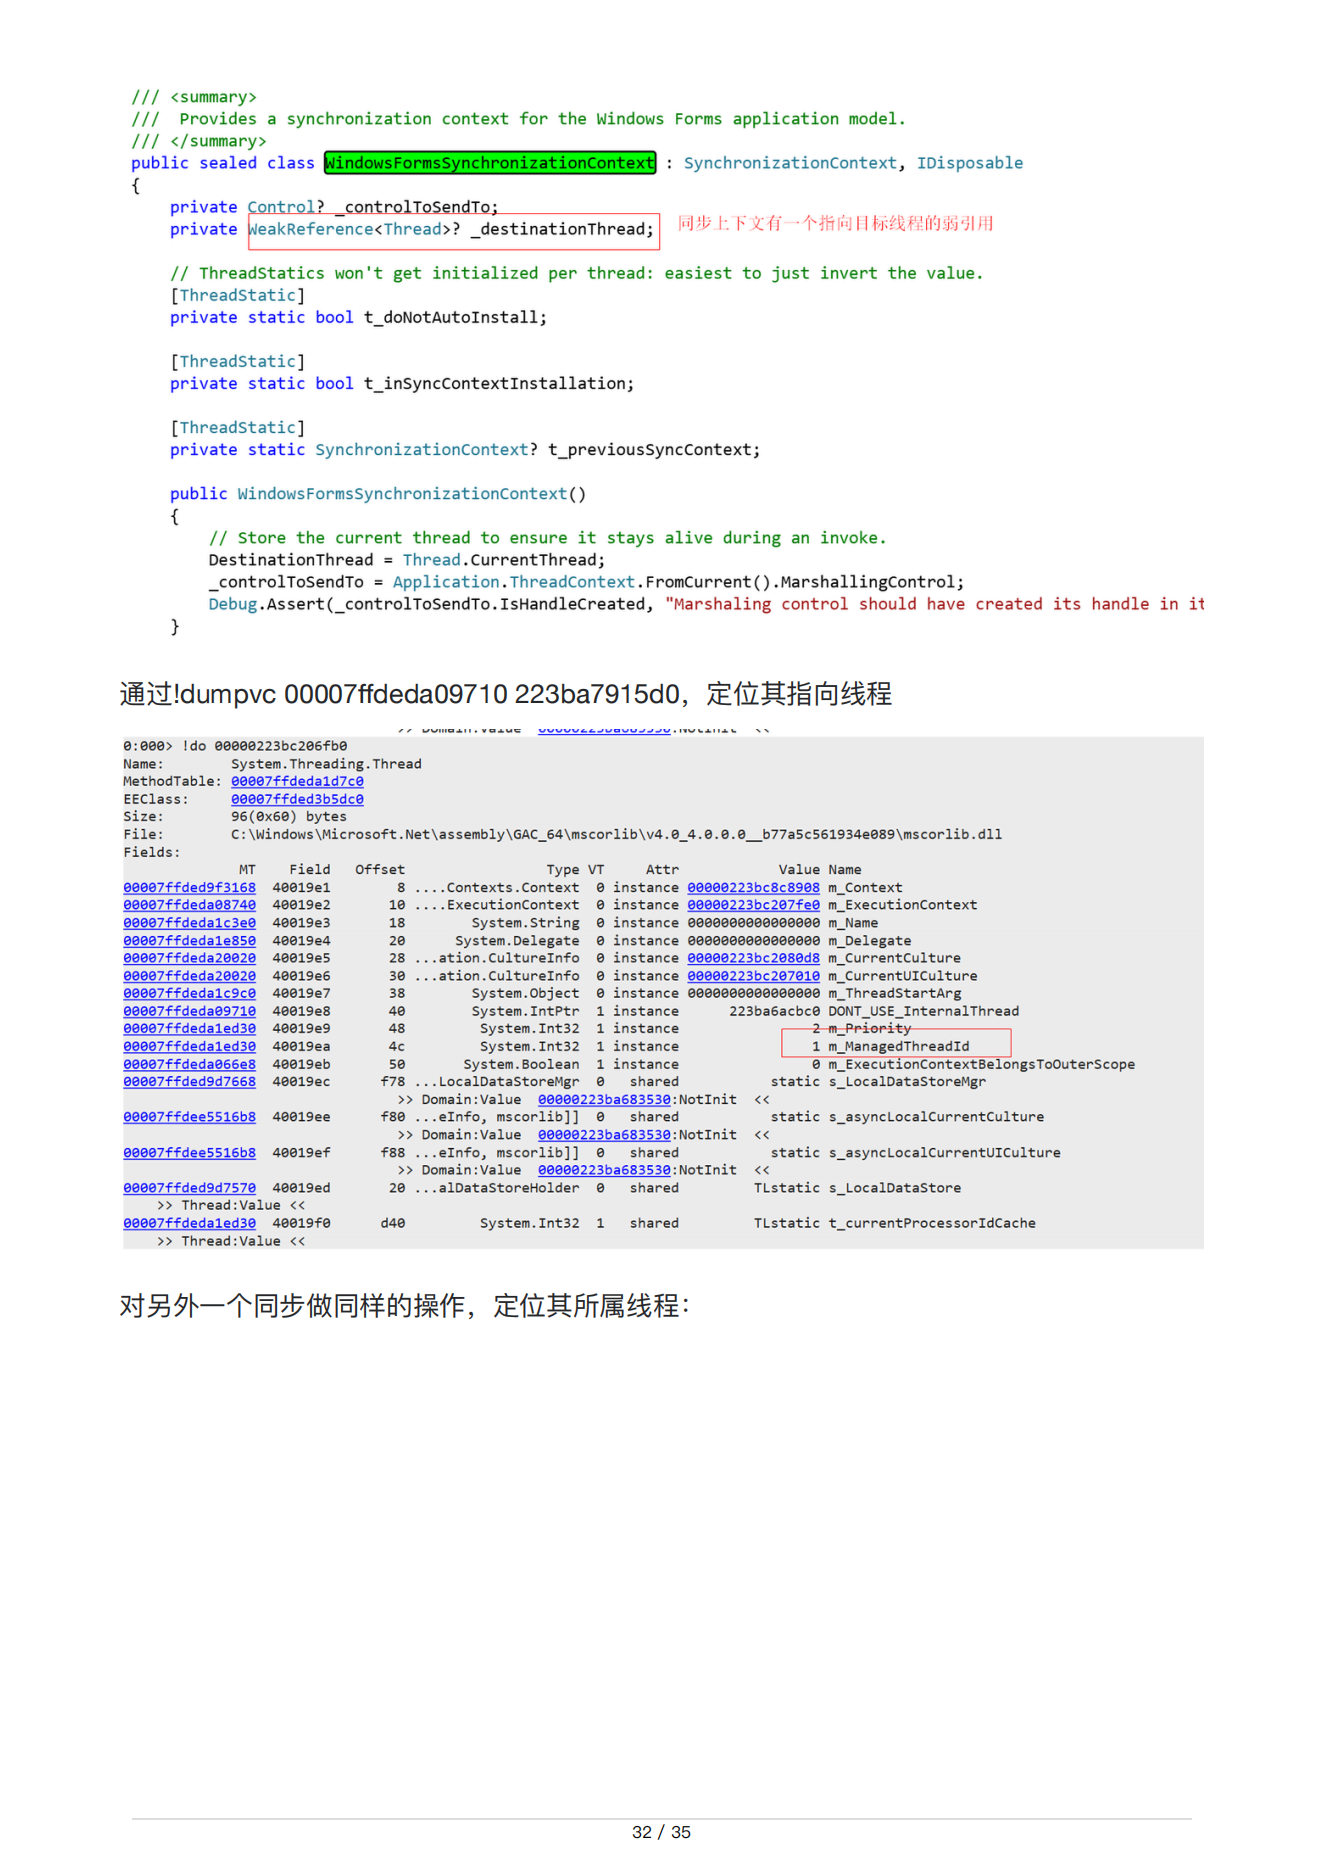 /// <summary>
///  Provides a synchronization context for the Windows Forms application model.
/// </summary>
public sealed class WindowsFormsSynchronizationContext : SynchronizationContext, IDisposable
{
    private Control? _controlToSendTo;
    private WeakReference<Thread>? _destinationThread; 同步上下文有一个指向目标线程的弱引用
    // ThreadStatics won't get initialized per thread: easiest to just invert the value.
    [ThreadStatic]
    private static bool t_doNotAutoInstall;
    [ThreadStatic]
    private static bool t_inSyncContextInstallation;
    [ThreadStatic]
    private static SynchronizationContext? t_previousSyncContext;
    public WindowsFormsSynchronizationContext()
    {
        // Store the current thread to ensure it stays alive during an invoke.
        DestinationThread = Thread.CurrentThread;
        _controlToSendTo = Application.ThreadContext.FromCurrent().MarshallingControl;
        Debug.Assert(_controlToSendTo.IsHandleCreated, "Marshaling control should have created its handle in it
    }
通过!dumpvc 00007ffdeda09710 223ba7915d0，定位其指向线程
>> Domain:Value 00000223ba683530:NotInit <<
0:000> !do 00000223bc206fb0
Name: System.Threading.Thread
MethodTable: 00007ffdeda1d7c0
EEClass: 00007ffded3b5dc0
Size: 96(0x60) bytes
File: C:\Windows\Microsoft.Net\assembly\GAC_64\mscorlib\v4.0_4.0.0.0__b77a5c561934e089\mscorlib.dll
Fields:
MT Field Offset Type VT Attr Value Name
00007ffded9f3168 40019e1 8 ....Contexts.Context 0 instance 00000223bc8c8908 m_Context
00007ffdeda08740 40019e2 10 ....ExecutionContext 0 instance 00000223bc207fe0 m_ExecutionContext
00007ffdeda1c3e0 40019e3 18 System.String 0 instance 0000000000000000 m_Name
00007ffdeda1e850 40019e4 20 System.Delegate 0 instance 0000000000000000 m_Delegate
00007ffdeda20020 40019e5 28 ...ation.CultureInfo 0 instance 00000223bc2080d8 m_CurrentCulture
00007ffdeda20020 40019e6 30 ...ation.CultureInfo 0 instance 00000223bc207010 m_CurrentUICulture
00007ffdeda1c9c0 40019e7 38 System.Object 0 instance 0000000000000000 m_ThreadStartArg
00007ffdeda09710 40019e8 40 System.IntPtr 1 instance 223ba6acbc0 DONT_USE_InternalThread
00007ffdeda1ed30 40019e9 48 System.Int32 1 instance 2 m_Priority
00007ffdeda1ed30 40019ea 4c System.Int32 1 instance 1 m_ManagedThreadId
00007ffdeda066e8 40019eb 50 System.Boolean 1 instance 0 m_ExecutionContextBelongsToOuterScope
00007ffded9d7668 40019ec f78 ...LocalDataStoreMgr 0 shared static s_LocalDataStoreMgr
>> Domain:Value 00000223ba683530:NotInit <<
00007ffdee5516b8 40019ee f80 ...eInfo, mscorlib]] 0 shared static s_asyncLocalCurrentCulture
>> Domain:Value 00000223ba683530:NotInit <<
00007ffdee5516b8 40019ef f88 ...eInfo, mscorlib]] 0 shared static s_asyncLocalCurrentUICulture
>> Domain:Value 00000223ba683530:NotInit <<
00007ffded9d7570 40019ed 20 ...alDataStoreHolder 0 shared TLstatic s_LocalDataStore
>> Thread:Value <<
00007ffdeda1ed30 40019f0 d40 System.Int32 1 shared TLstatic t_currentProcessorIdCache
>> Thread:Value <<
对另外一个同步做同样的操作，定位其所属线程：
32 / 35